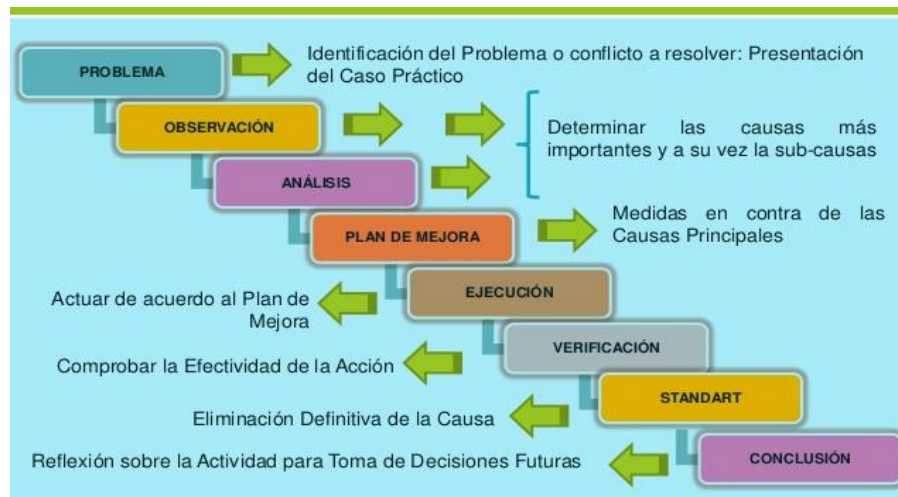 PROBLEMA
Identificación del Problema o conflicto a resolver: Presentación
del Caso Práctico
OBSERVACIÓN
Determinar las causas más
importantes y a su vez la sub-causas
ANÁLISIS
PLAN DE MEJORA
Medidas en contra de las
Causas Principales
EJECUCIÓN
Actuar de acuerdo al Plan de
Mejora
VERIFICACIÓN
Comprobar la Efectividad de la Acción
STANDART
Eliminación Definitiva de la Causa
CONCLUSIÓN
Reflexión sobre la Actividad para Toma de Decisiones Futuras